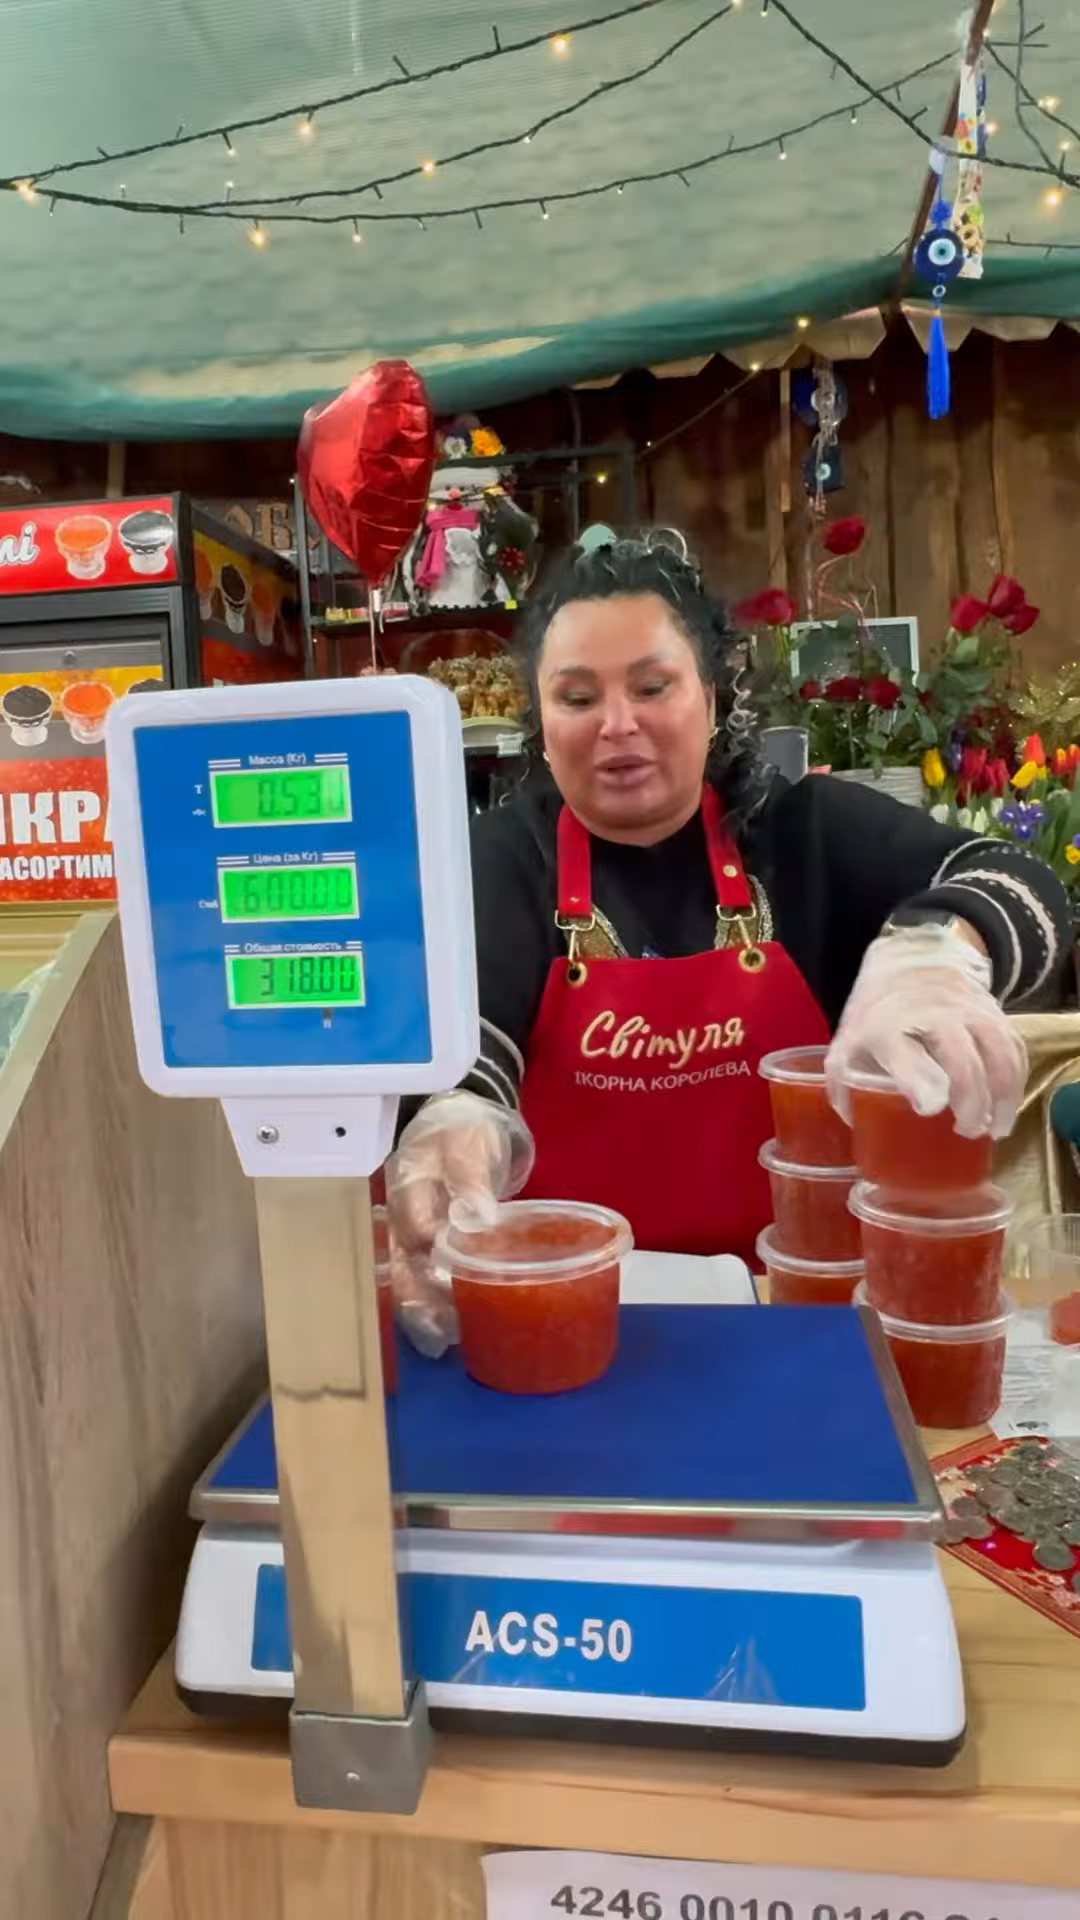 ІКРА
АСОРТИМ
Масса (Кг)
0.530
Цена (за Кг)
600.00
Общая стоимость
318.00
Світуля
ІКОРНА КОРОЛЕВА
ACS-50
4246 0010 0116